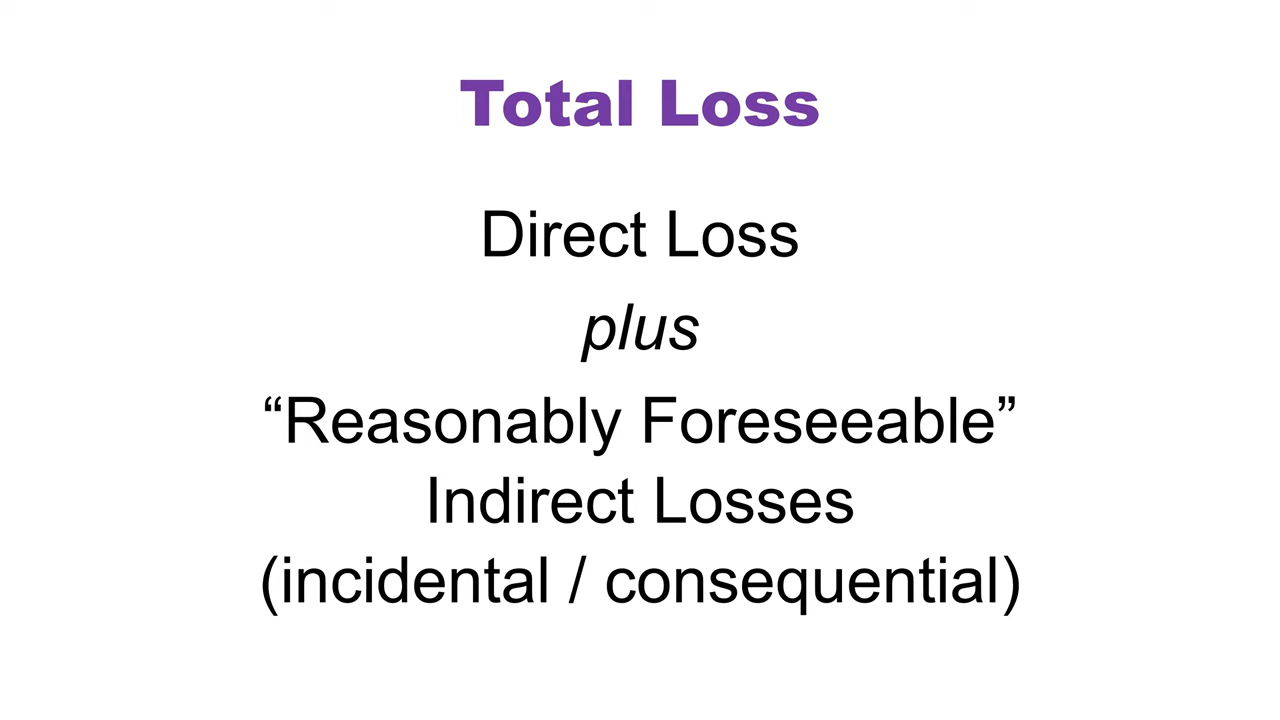 Total Loss
Direct Loss
plus
“Reasonably Foreseeable”
Indirect Losses
(incidental / consequential)